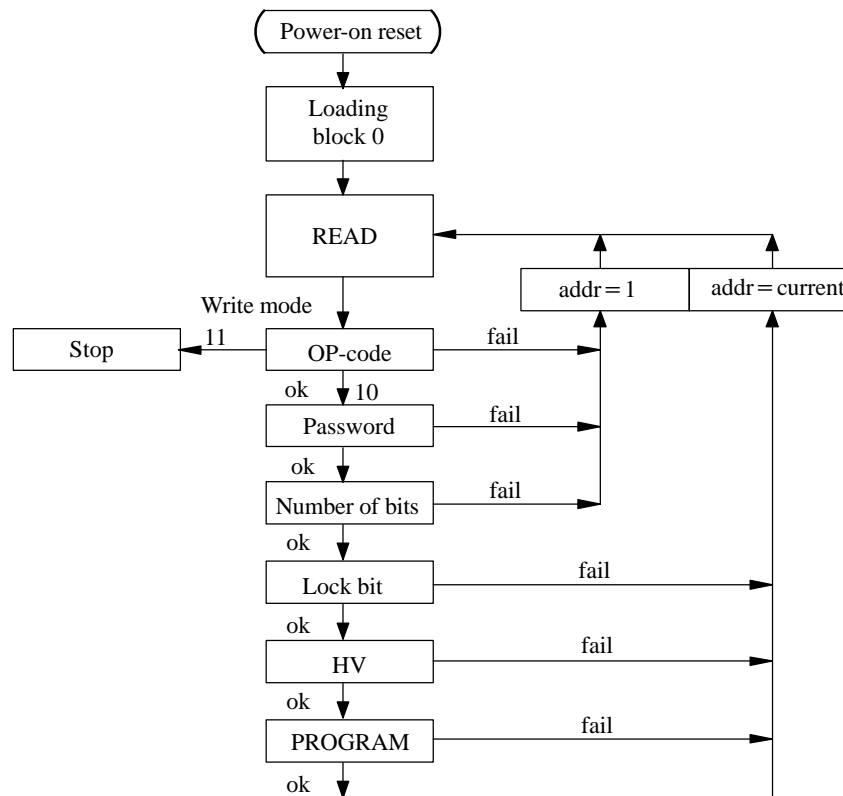 Power-on reset
Loading
block 0
READ
addr=1
addr=current
Write mode
11
Stop
OP-code
fail
ok
10
Password
fail
ok
Number of bits
fail
ok
Lock bit
fail
ok
HV
fail
ok
PROGRAM
fail
ok